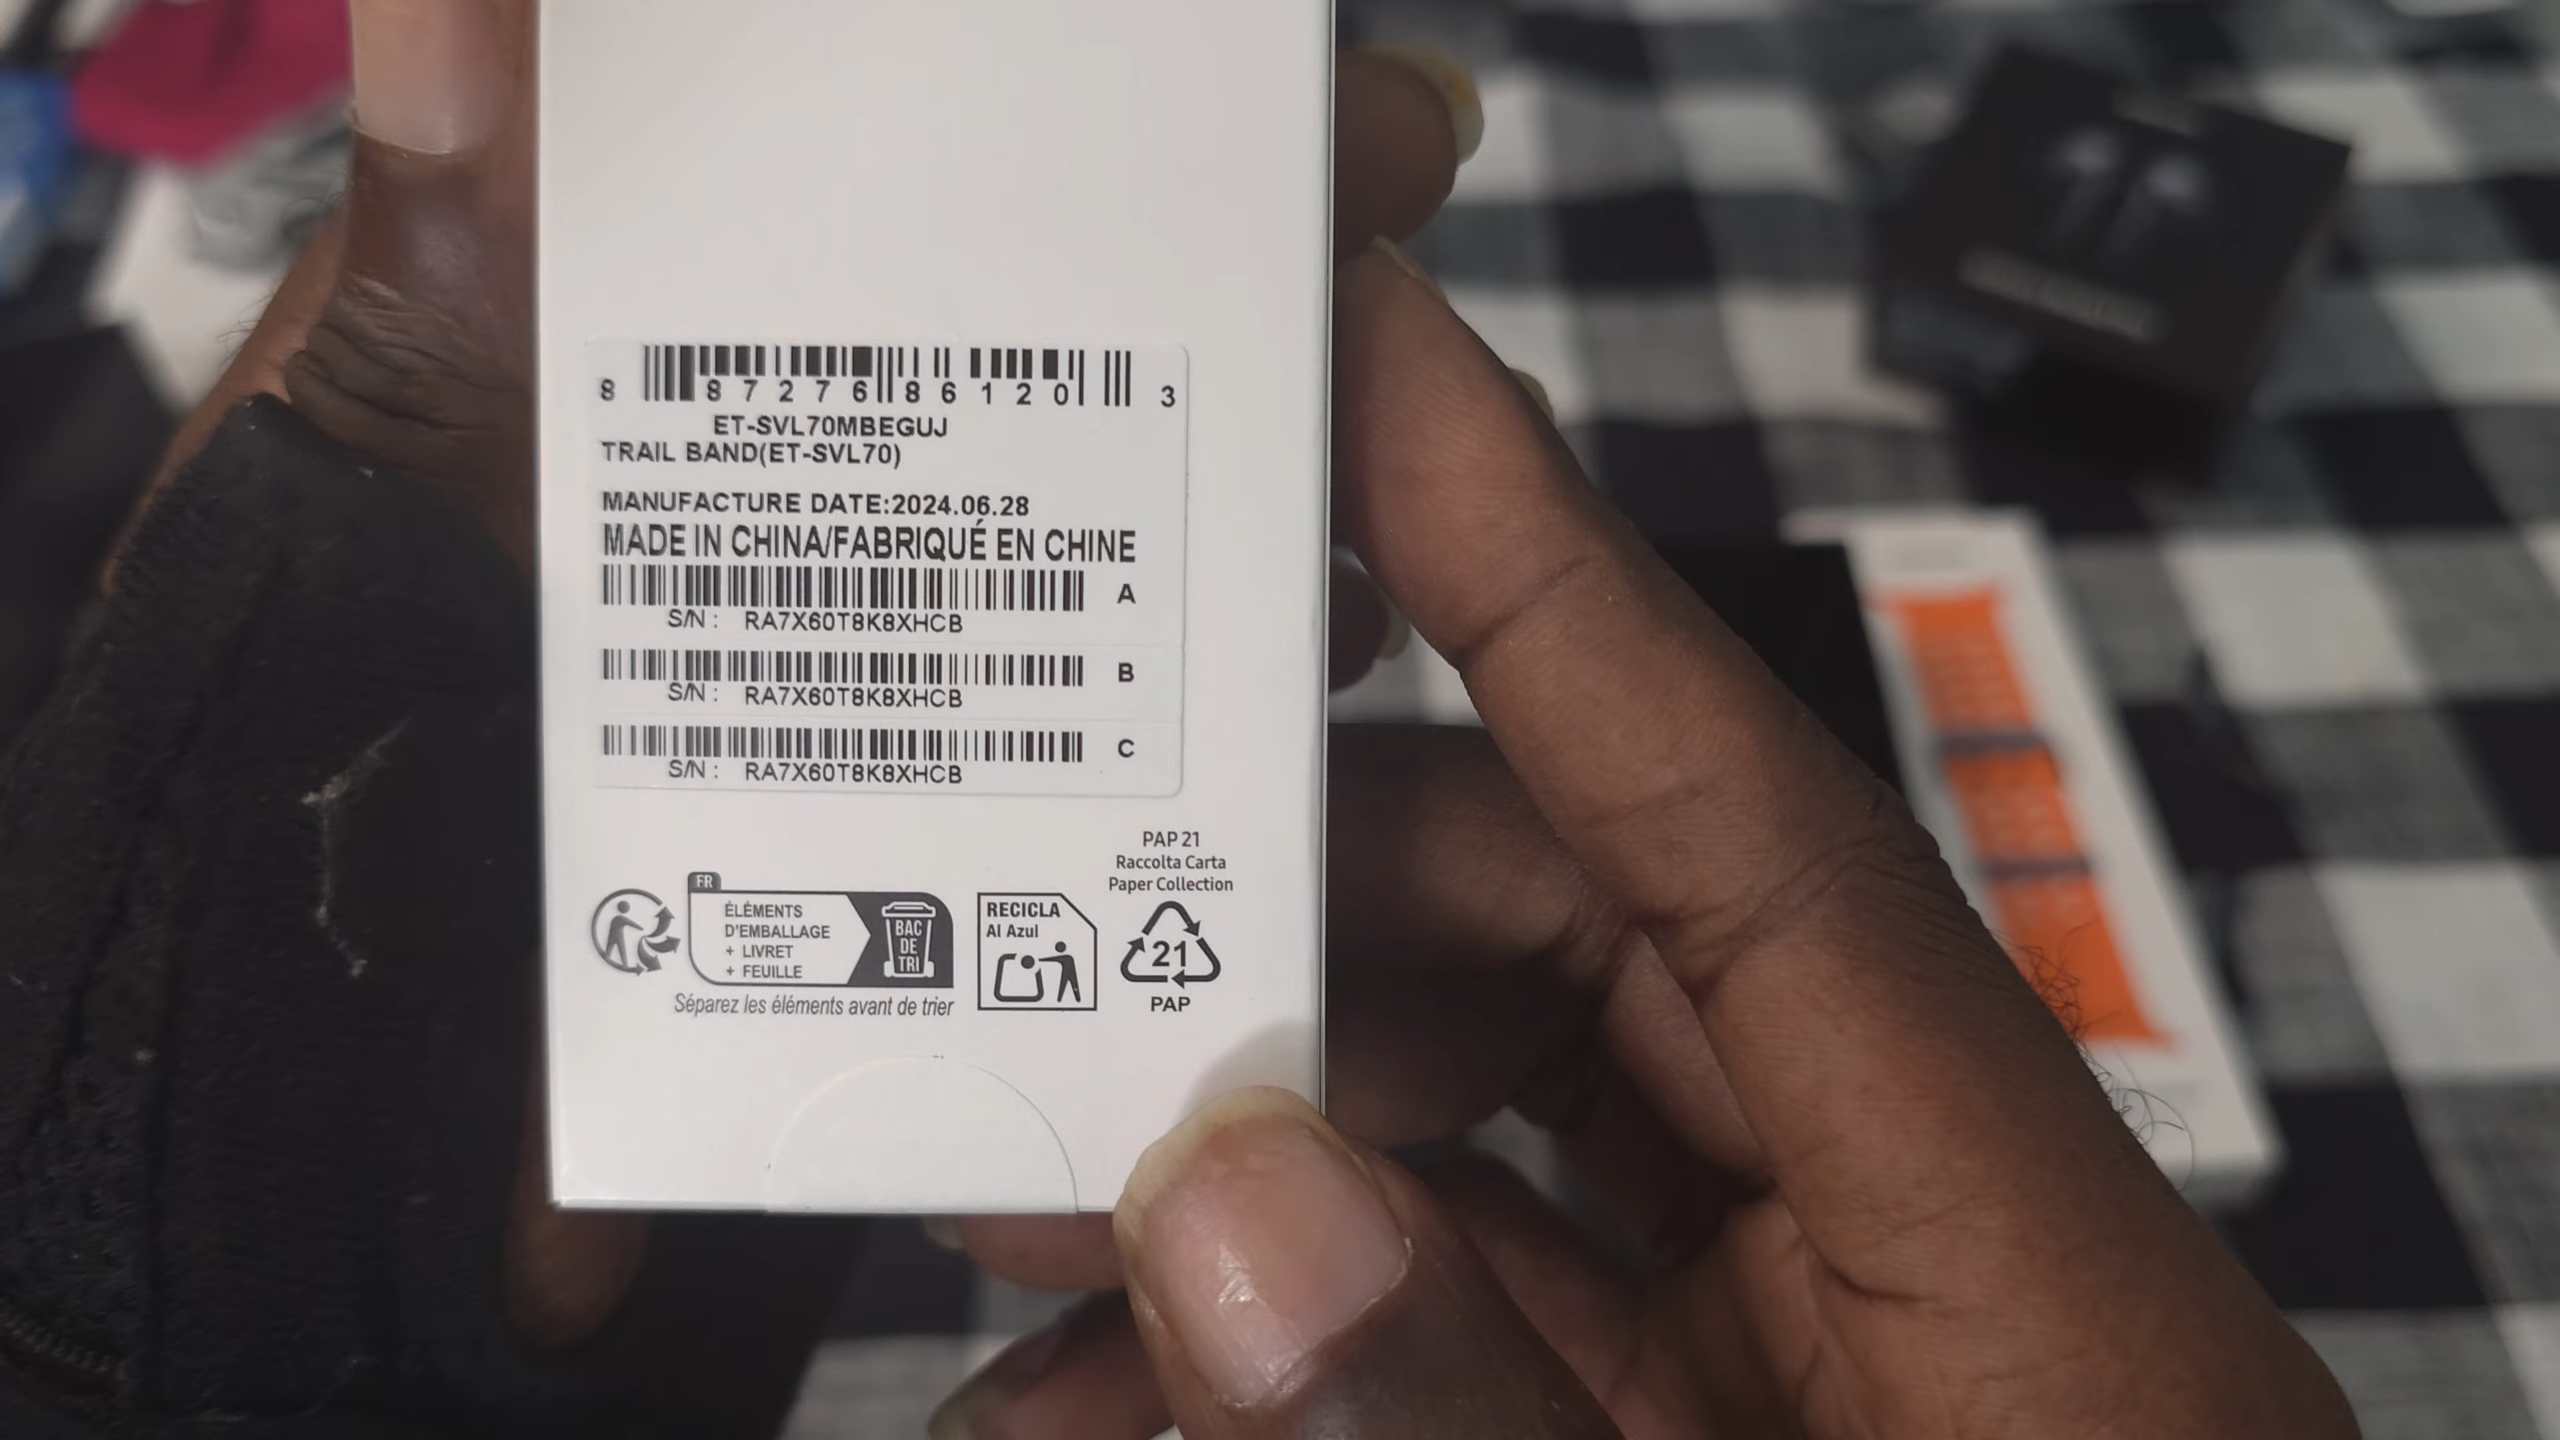 8 87276 86120 3
ET-SVL70MBEGUJ
TRAIL BAND(ET-SVL70)
MANUFACTURE DATE:2024.06.28
MADE IN CHINA/FABRIQUÉ EN CHINE
A
S/N : RA7X60T8K8XHCB
B
S/N : RA7X60T8K8XHCB
C
S/N : RA7X60T8K8XHCB
PAP 21
Raccolta Carta
Paper Collection
FR
ÉLÉMENTS
D'EMBALLAGE
+ LIVRET
+ FEUILLE
BAC
DE
TRI
Séparez les éléments avant de trier
RECICLA
Al Azul
21
PAP